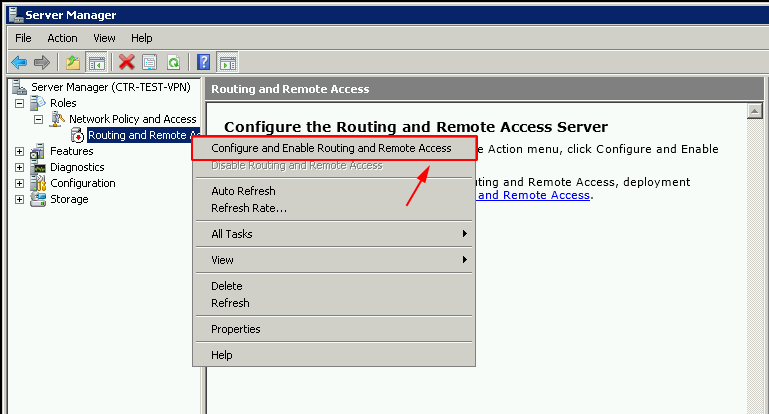 Server Manager
File Action View Help
Server Manager (CTR-TEST-VPN)
Roles
Network Policy and Access
Routing and Remote
Features
Diagnostics
Configuration
Storage
Routing and Remote Access
Configure the Routing and Remote Access Server
Action menu, click Configure and Enable
and Remote Access, deployment
and Remote Access.
Configure and Enable Routing and Remote Access
Disable Routing and Remote Access
Auto Refresh
Refresh Rate...
All Tasks
View
Delete
Refresh
Properties
Help